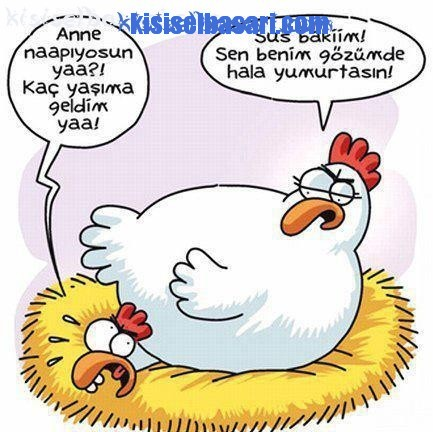 kisiselbasari.com
Anne
naapıyosun
yaa?!
Kaç yaşıma
geldim
yaa!
Sus bakiim!
Sen benim gözümde
hala yumurtasın!